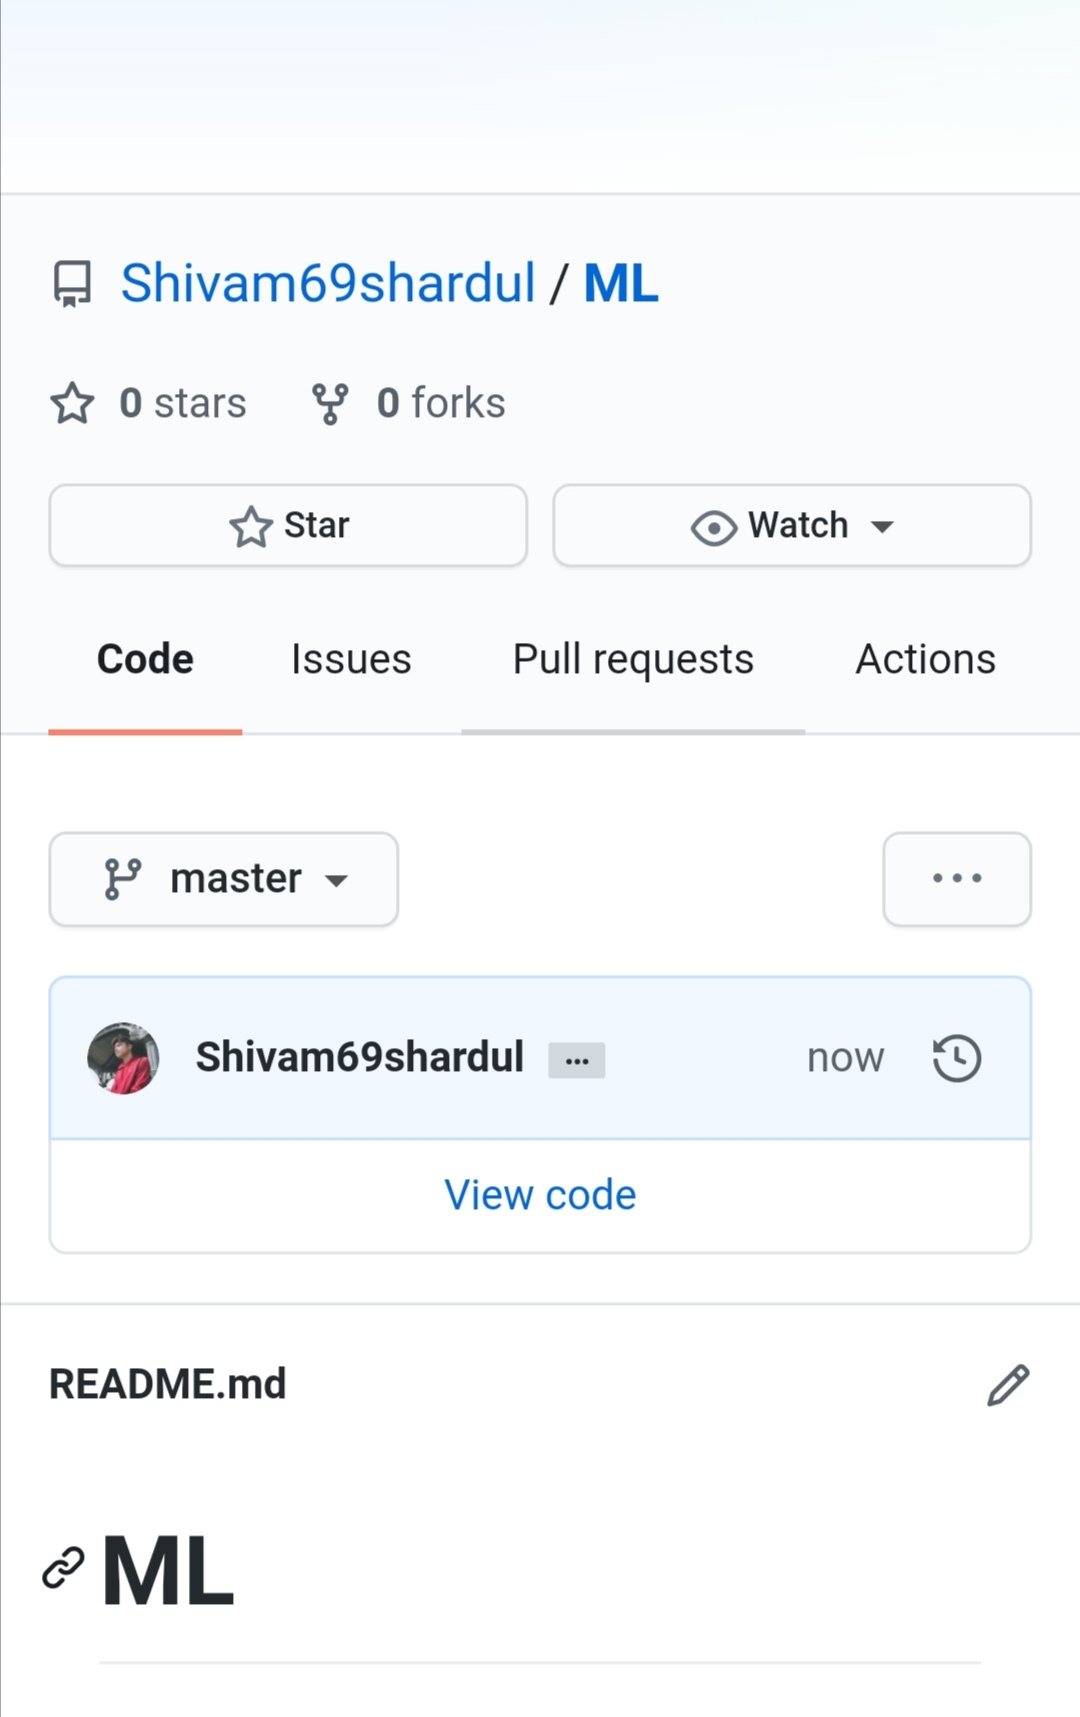 Shivam69shardul / ML
0 stars 0 forks
Star Watch
Code Issues Pull requests Actions
master ...
Shivam69shardul ... now
View code
README.md
ML